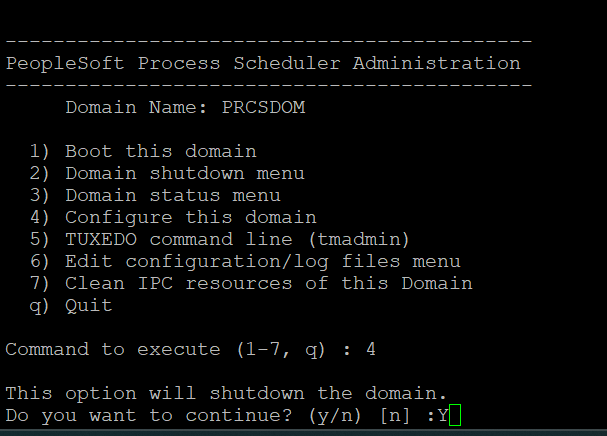 --------------------------------------------
PeopleSoft Process Scheduler Administration
--------------------------------------------
Domain Name: PRCSDOM
1) Boot this domain
2) Domain shutdown menu
3) Domain status menu
4) Configure this domain
5) TUXEDO command line (tmadmin)
6) Edit configuration/log files menu
7) Clean IPC resources of this Domain
q) Quit
Command to execute (1-7, q) : 4
This option will shutdown the domain.
Do you want to continue? (y/n) [n] :Y